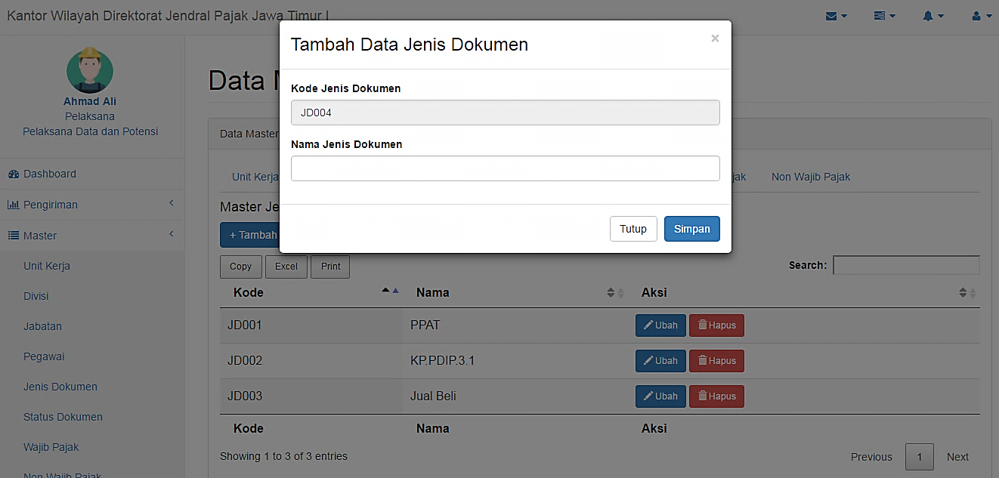 Kantor Wilayah Direktorat Jendral Pajak Jawa Timur I
Ahmad Ali
Pelaksana
Pelaksana Data dan Potensi
Dashboard
Pengiriman
Master
Unit Kerja
Divisi
Jabatan
Pegawai
Jenis Dokumen
Status Dokumen
Wajib Pajak
Non Wajib Pajak
Tambah Data Jenis Dokumen
×
Kode Jenis Dokumen
JD004
Nama Jenis Dokumen
Tutup Simpan
Data
Data Master
Unit Kerja jak Non Wajib Pajak
Master Je
+ Tambah
Copy Excel Print Search:
Kode Nama Aksi
JD001 PPAT Ubah Hapus
JD002 KP.PDIP.3.1 Ubah Hapus
JD003 Jual Beli Ubah Hapus
Kode Nama Aksi
Showing 1 to 3 of 3 entries Previous 1 Next